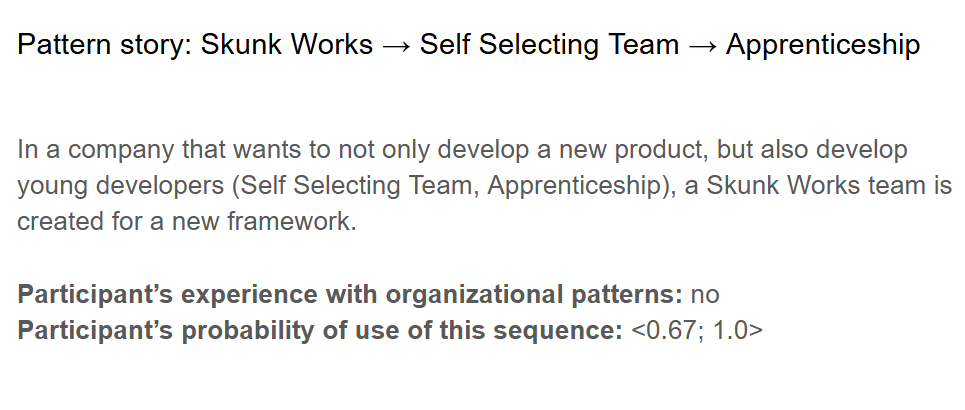 Pattern story: Skunk Works → Self Selecting Team → Apprenticeship
In a company that wants to not only develop a new product, but also develop
young developers (Self Selecting Team, Apprenticeship), a Skunk Works team is
created for a new framework.
Participant’s experience with organizational patterns: no
Participant’s probability of use of this sequence: <0.67; 1.0>